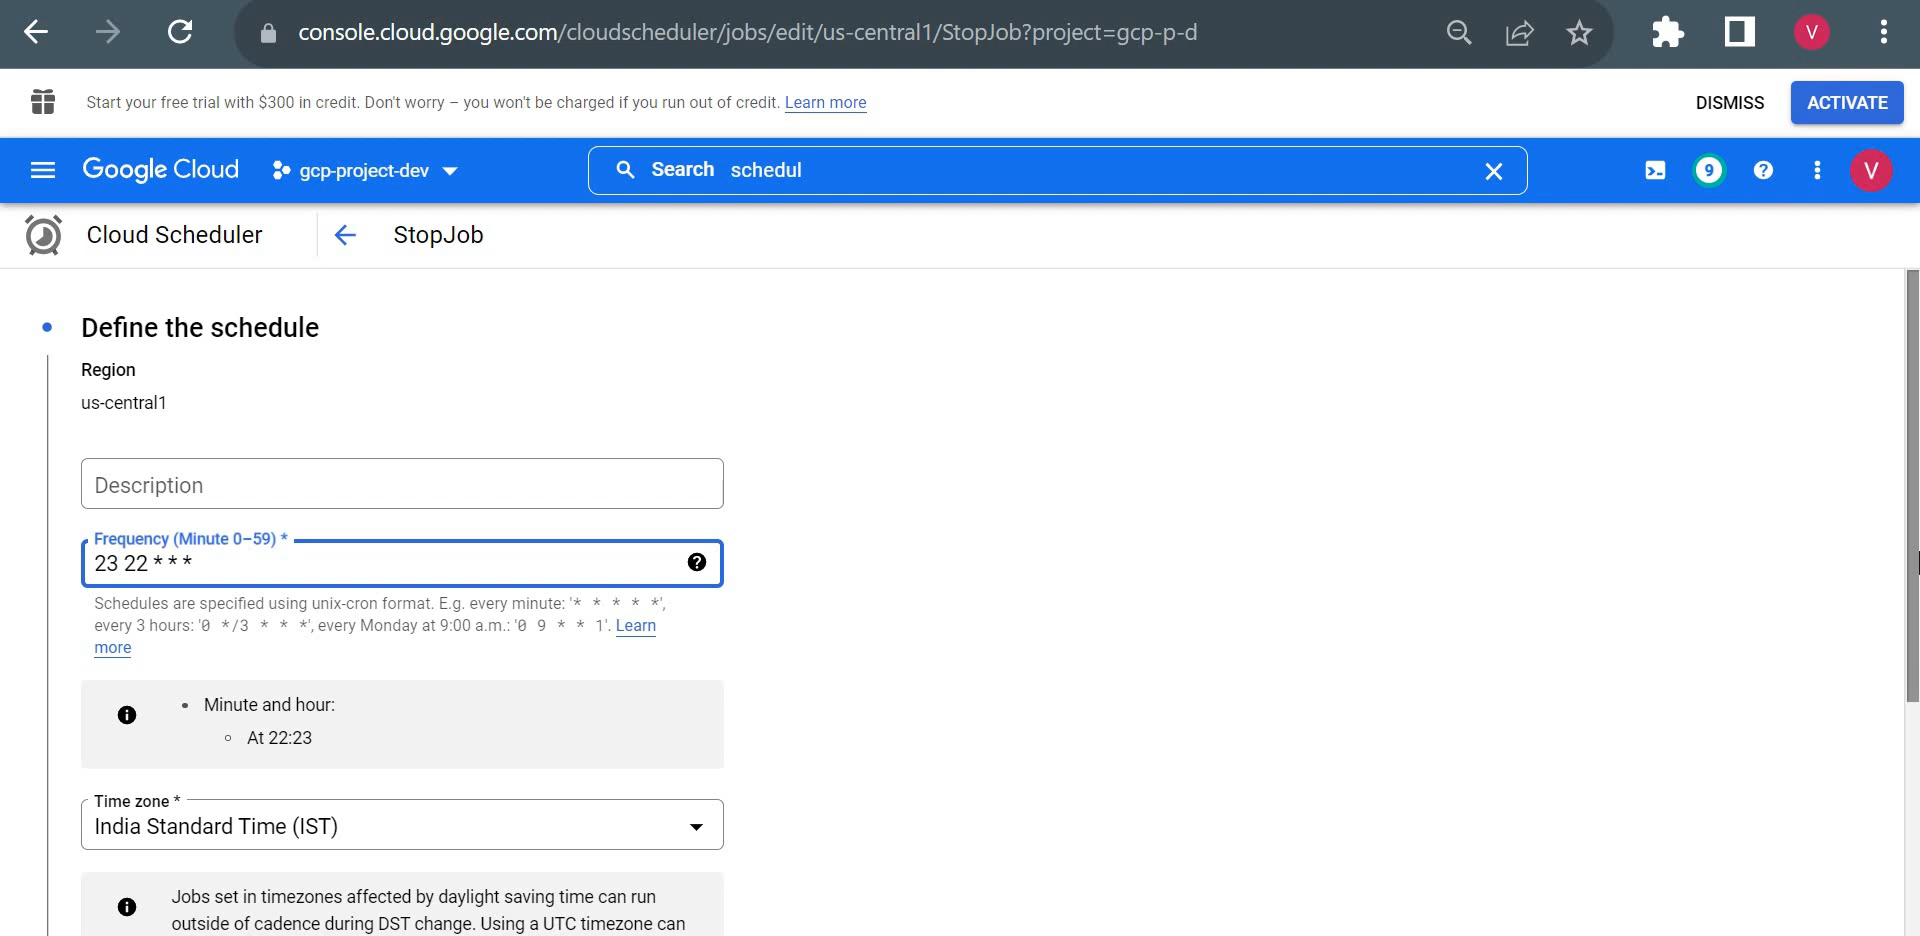 console.cloud.google.com/cloudscheduler/jobs/edit/us-central1/StopJob?project=gcp-p-d
V
Start your free trial with $300 in credit. Don't worry – you won't be charged if you run out of credit. Learn more
DISMISS
ACTIVATE
Google Cloud
gcp-project-dev
Search schedul
9
V
Cloud Scheduler
StopJob
Define the schedule
Region
us-central1
Description
Frequency (Minute 0–59) *
23 22 * * *
Schedules are specified using unix-cron format. E.g. every minute: '* * * * *',
every 3 hours: '0 */3 * * *', every Monday at 9:00 a.m.: '0 9 * * 1'. Learn
more
Minute and hour:
At 22:23
Time zone *
India Standard Time (IST)
Jobs set in timezones affected by daylight saving time can run
outside of cadence during DST change. Using a UTC timezone can